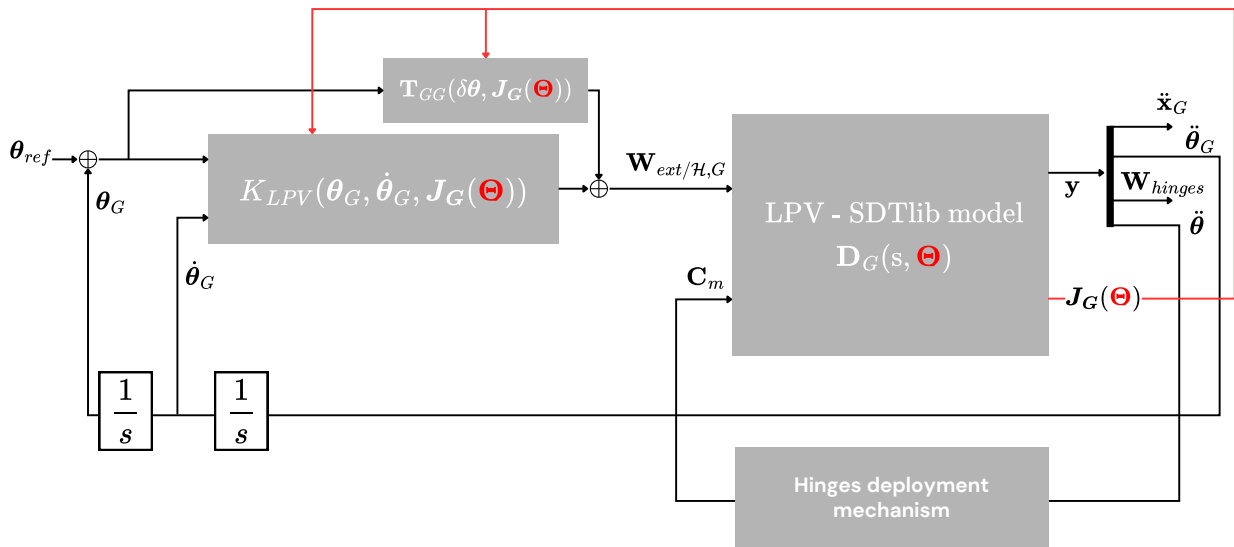 ẍ_G
T_GG(δθ, J_G(Θ))
θ_ref
θ̈_G
K_LPV(θ_G, θ̇_G, J_G(Θ))
W_ext/ℋ,G
y
W_hinges
θ_G
LPV - SDTlib model
D_G(s, Θ)
θ̈
θ̇_G
C_m
J_G(Θ)
1/s
1/s
Hinges deployment
mechanism